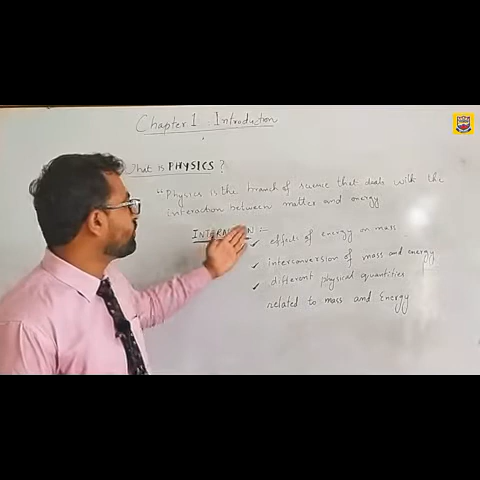 Chapter 1 Introduction
What is PHYSICS?
"Physics is the branch of science that deals with the
interaction between matter and energy
INTERACTION :-
✓ effect of energy on mass
✓ interconversion of mass and energy
✓ different physical quantities
related to mass and Energy